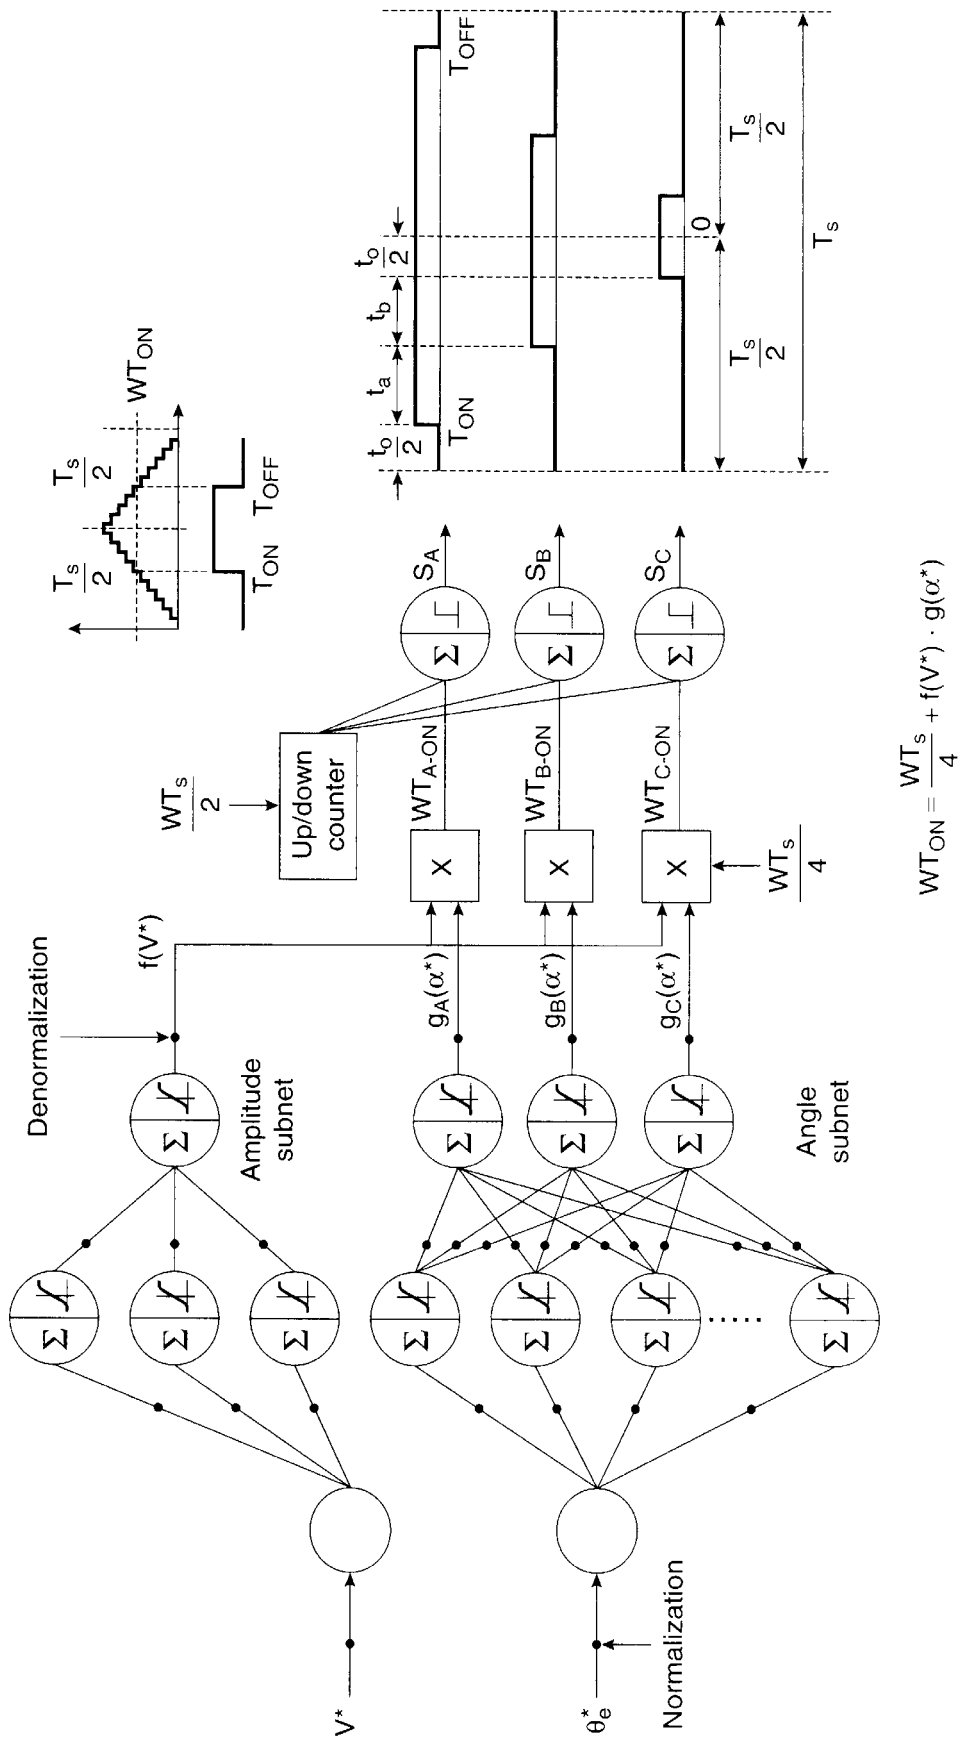 Denormalization
f(V*)
V*
Σ
Σ
Σ
Σ
Amplitude
subnet
WTs
2
Up/down
counter
Ts
2
Ts
2
WTON
TON
TOFF
θe*
Normalization
Σ
Σ
Σ
.....
Σ
Σ
Σ
Σ
Angle
subnet
gA(α*)
gB(α*)
gC(α*)
X
X
X
WTs
4
WTA-ON
WTB-ON
WTC-ON
Σ
Σ
Σ
SA
SB
SC
to
2
ta
tb
to
2
TON
TOFF
0
Ts
2
Ts
2
Ts
WTON = WTs/4 + f(V*) · g(α*)